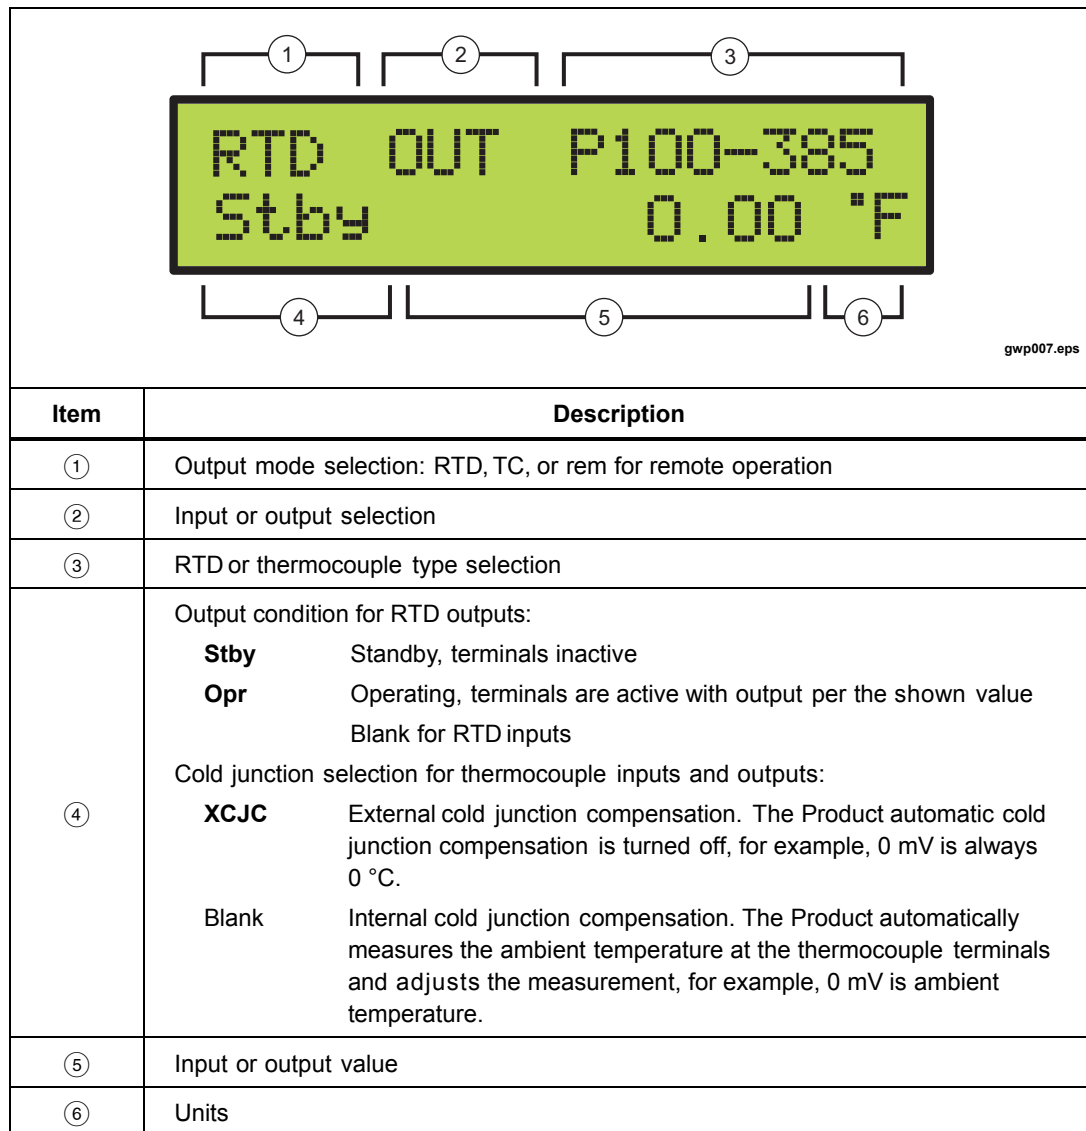 ① ② ③
RTD OUT P100-385
Stby 0.00 °F
④ ⑤ ⑥
gwp007.eps
Item Description
① Output mode selection: RTD, TC, or rem for remote operation
② Input or output selection
③ RTD or thermocouple type selection
④
Output condition for RTD outputs:
Stby Standby, terminals inactive
Opr Operating, terminals are active with output per the shown value
Blank for RTD inputs
Cold junction selection for thermocouple inputs and outputs:
XCJC External cold junction compensation. The Product automatic cold
junction compensation is turned off, for example, 0 mV is always
0 °C.
Blank Internal cold junction compensation. The Product automatically
measures the ambient temperature at the thermocouple terminals
and adjusts the measurement, for example, 0 mV is ambient
temperature.
⑤ Input or output value
⑥ Units